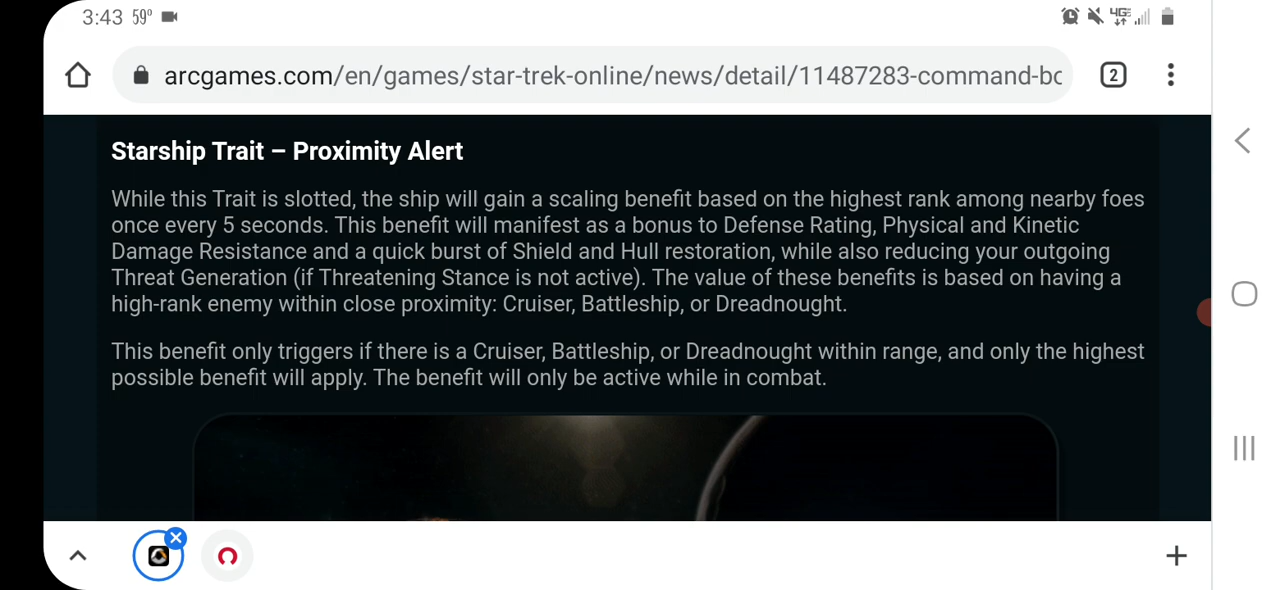 3:43 59°
4GE
arcgames.com/en/games/star-trek-online/news/detail/11487283-command-bo
2
Starship Trait – Proximity Alert
While this Trait is slotted, the ship will gain a scaling benefit based on the highest rank among nearby foes
once every 5 seconds. This benefit will manifest as a bonus to Defense Rating, Physical and Kinetic
Damage Resistance and a quick burst of Shield and Hull restoration, while also reducing your outgoing
Threat Generation (if Threatening Stance is not active). The value of these benefits is based on having a
high-rank enemy within close proximity: Cruiser, Battleship, or Dreadnought.
This benefit only triggers if there is a Cruiser, Battleship, or Dreadnought within range, and only the highest
possible benefit will apply. The benefit will only be active while in combat.